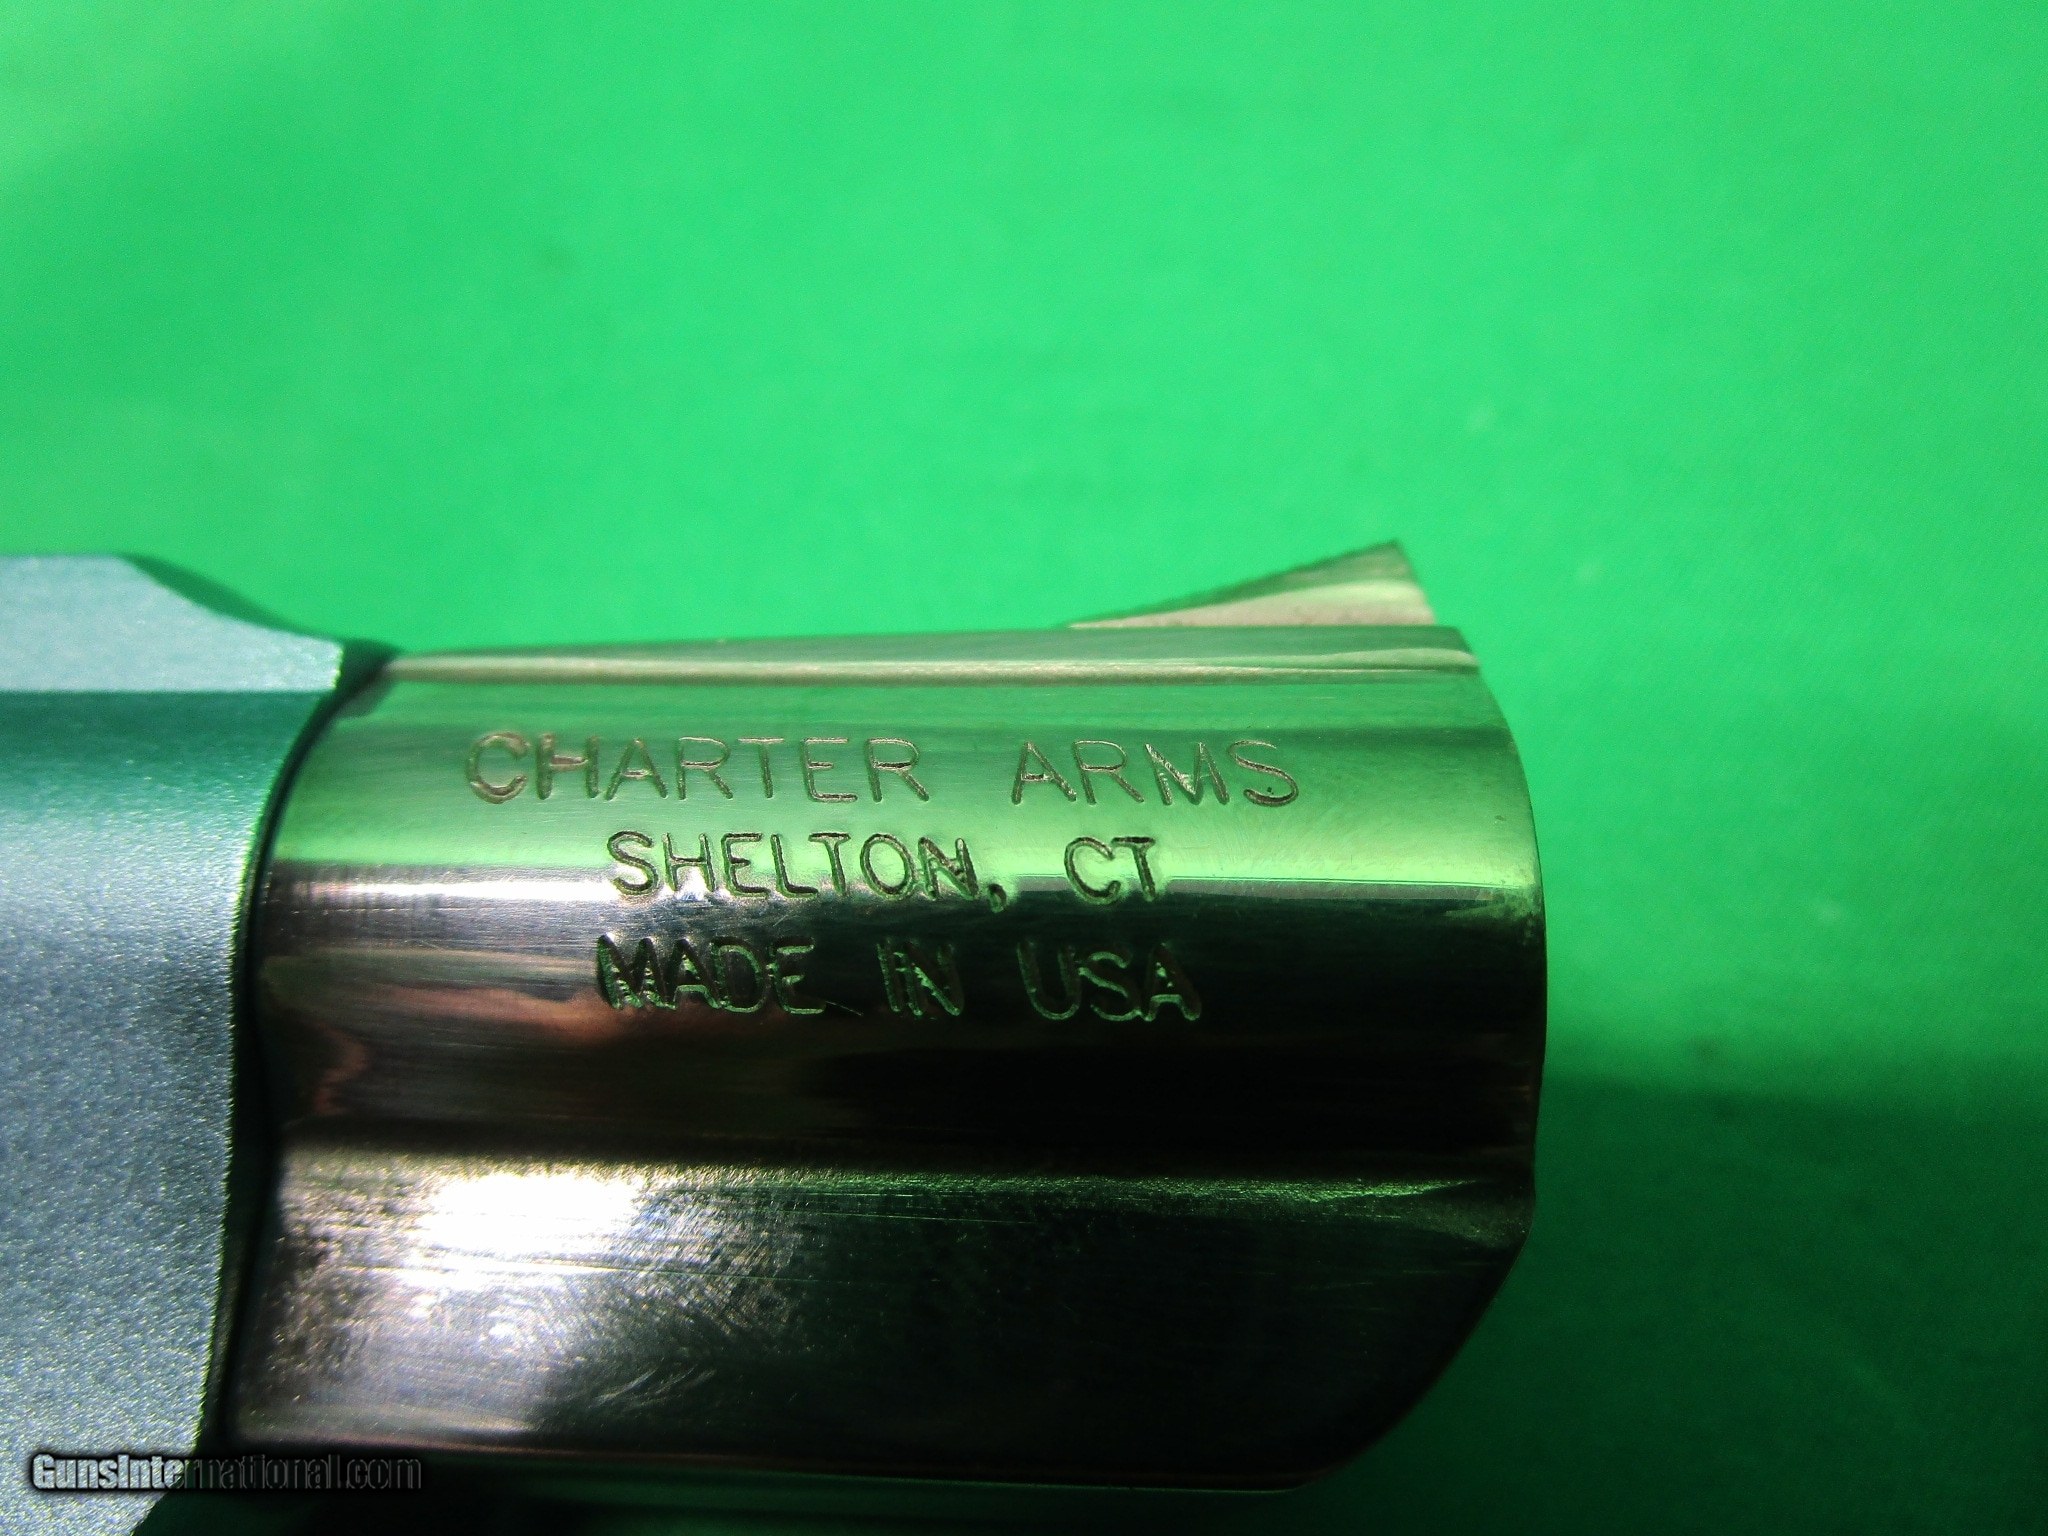 CHARTER ARMS
SHELTON, CT
MADE IN USA
GunsInternational.com